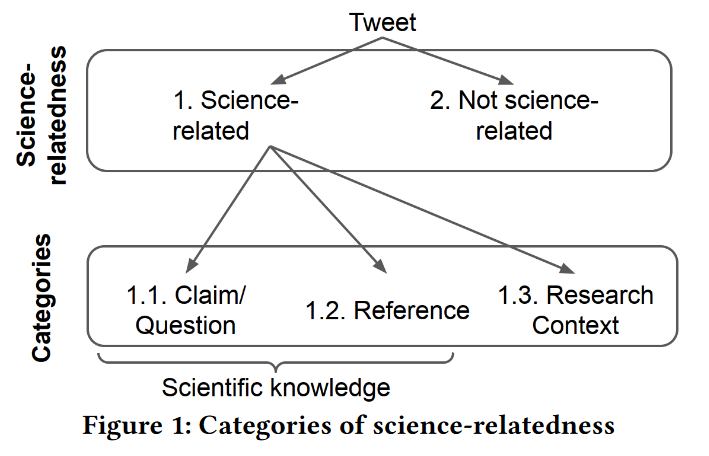 Tweet
Science-
relatedness
1. Science-
related
2. Not science-
related
Categories
1.1. Claim/
Question
1.2. Reference
1.3. Research
Context
Scientific knowledge
Figure 1: Categories of science-relatedness